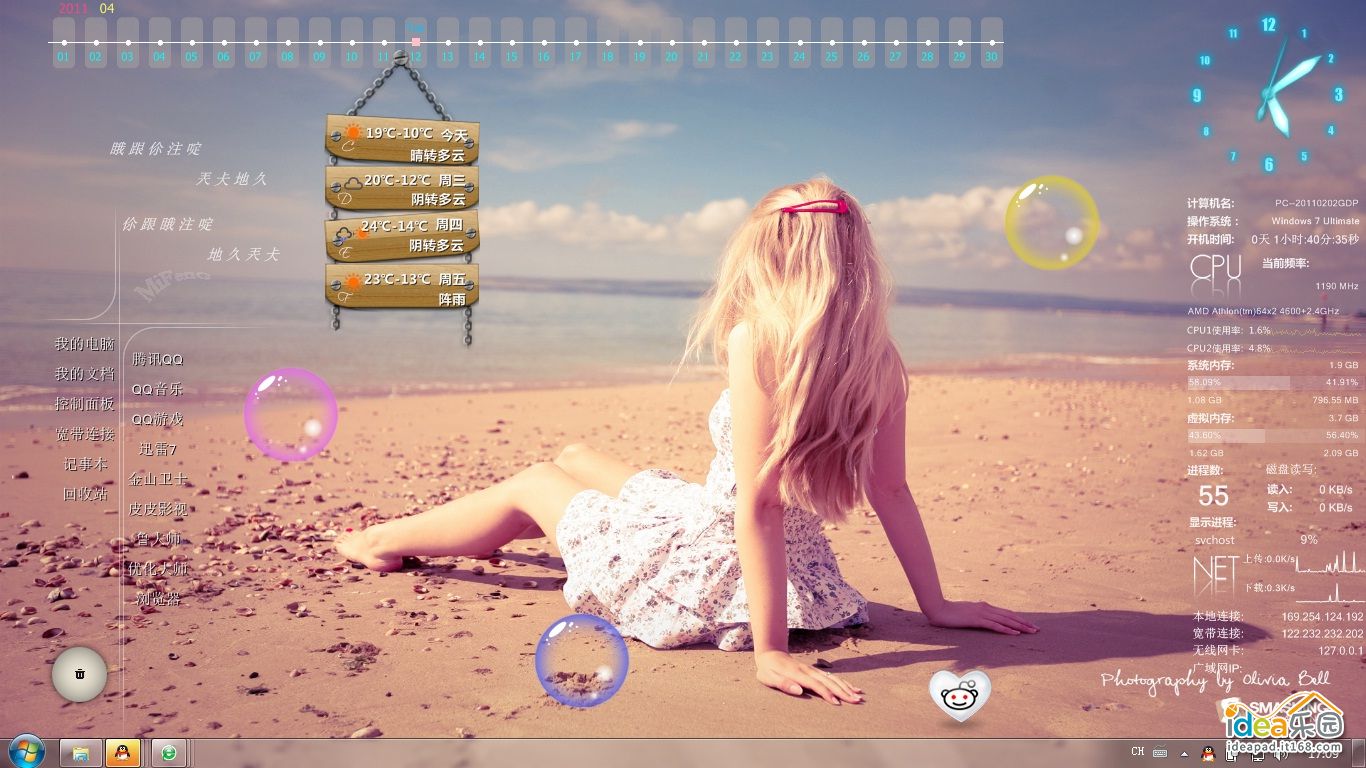 2011 04
01 02 03 04 05 06 07 08 09 10 11 12 13 14 15 16 17 18 19 20 21 22 23 24 25 26 27 28 29 30
哦跟伱注啶
兲夫地久
伱跟哦注啶
地久兲夫
19℃-10℃ 今天
C 晴转多云
20℃-12℃ 周三
D 阴转多云
24℃-14℃ 周四
E 阴转多云
23℃-13℃ 周五
F 阵雨
我的电脑
我的文档
控制面板
宽带连接
记事本
回收站
腾讯QQ
QQ音乐
QQ游戏
迅雷7
金山卫士
皮皮影视
鲁大师
优化大师
浏览器
12
1
2
3
4
5
6
7
8
9
10
11
计算机名: PC--20110202GDP
操作系统： Windows 7 Ultimate
开机时间: 0天 1小时:40分:35秒
CPU 当前频率:
1190 MHz
AMD Athlon(tm)64x2 4600+2.4GHz
CPU1使用率: 1.6%
CPU2使用率: 4.8%
系统内存: 1.9 GB
58.09% 41.91%
1.08 GB 796.55 MB
虚拟内存: 3.7 GB
43.60% 56.40%
1.62 GB 2.09 GB
进程数: 磁盘读写:
55 读入: 0 KB/s
写入: 0 KB/s
显示进程:
svchost 9%
NET 上传:0.0K/s
下载:0.3K/s
本地连接: 169.254.124.192
宽带连接: 122.232.232.202
无线网卡: 127.0.0.1
广域网IP:
Photography by Olivia Bell
SMASHING
idea乐园
ideapad.it168.com
CH 17:09